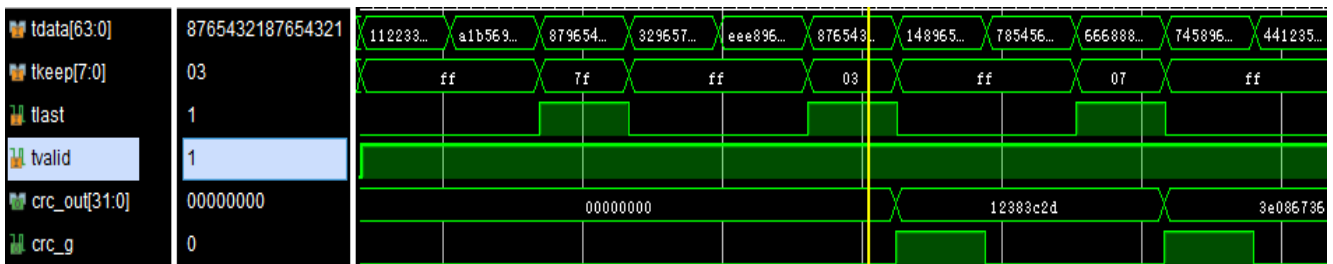 tdata[63:0] 8765432187654321 112233... a1b569... 879654... 329657... eee896... 876543... 148965... 785456... 666888... 745896... 441235...
tkeep[7:0] 03 ff 7f ff 03 ff 07 ff
tlast 1
tvalid 1
crc_out[31:0] 00000000 00000000 12383c2d 3e086736
crc_g 0